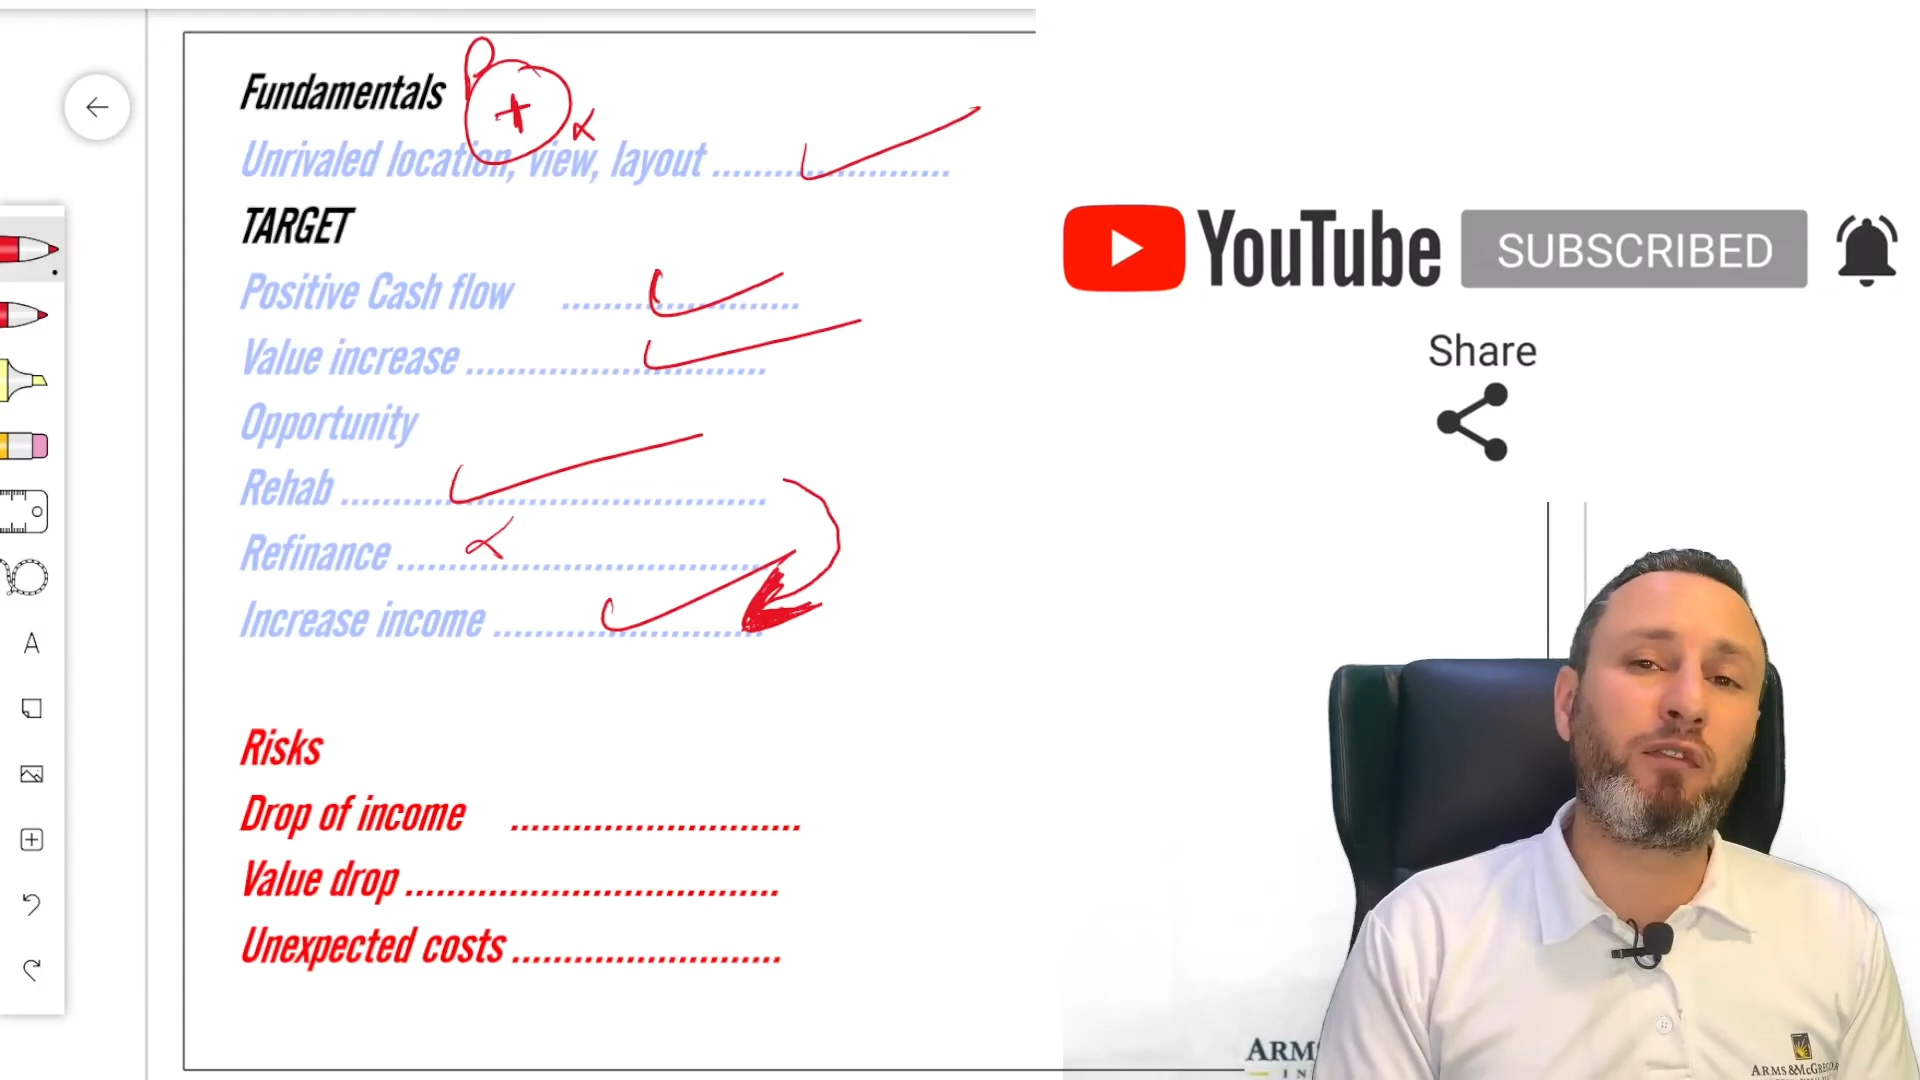 Fundamentals
Unrivaled location, view, layout .......................
TARGET
Positive Cash flow .......................
Value increase .............................
Opportunity
Rehab .........................................
Refinance ....................................
Increase income ..........................
Risks
Drop of income ............................
Value drop ....................................
Unexpected costs ..........................
A
YouTube
SUBSCRIBED
Share